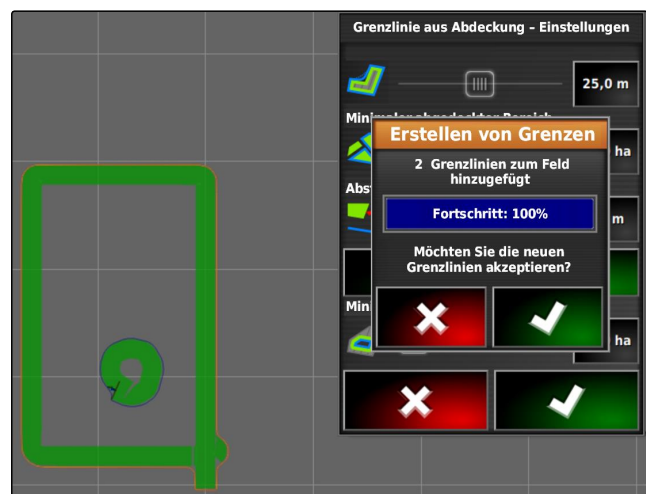 Grenzlinie aus Abdeckung – Einstellungen
25,0 m
Erstellen von Grenzen
ha
2 Grenzlinien zum Feld
hinzugefügt
Fortschritt: 100%
m
Möchten Sie die neuen
Grenzlinien akzeptieren?
ha